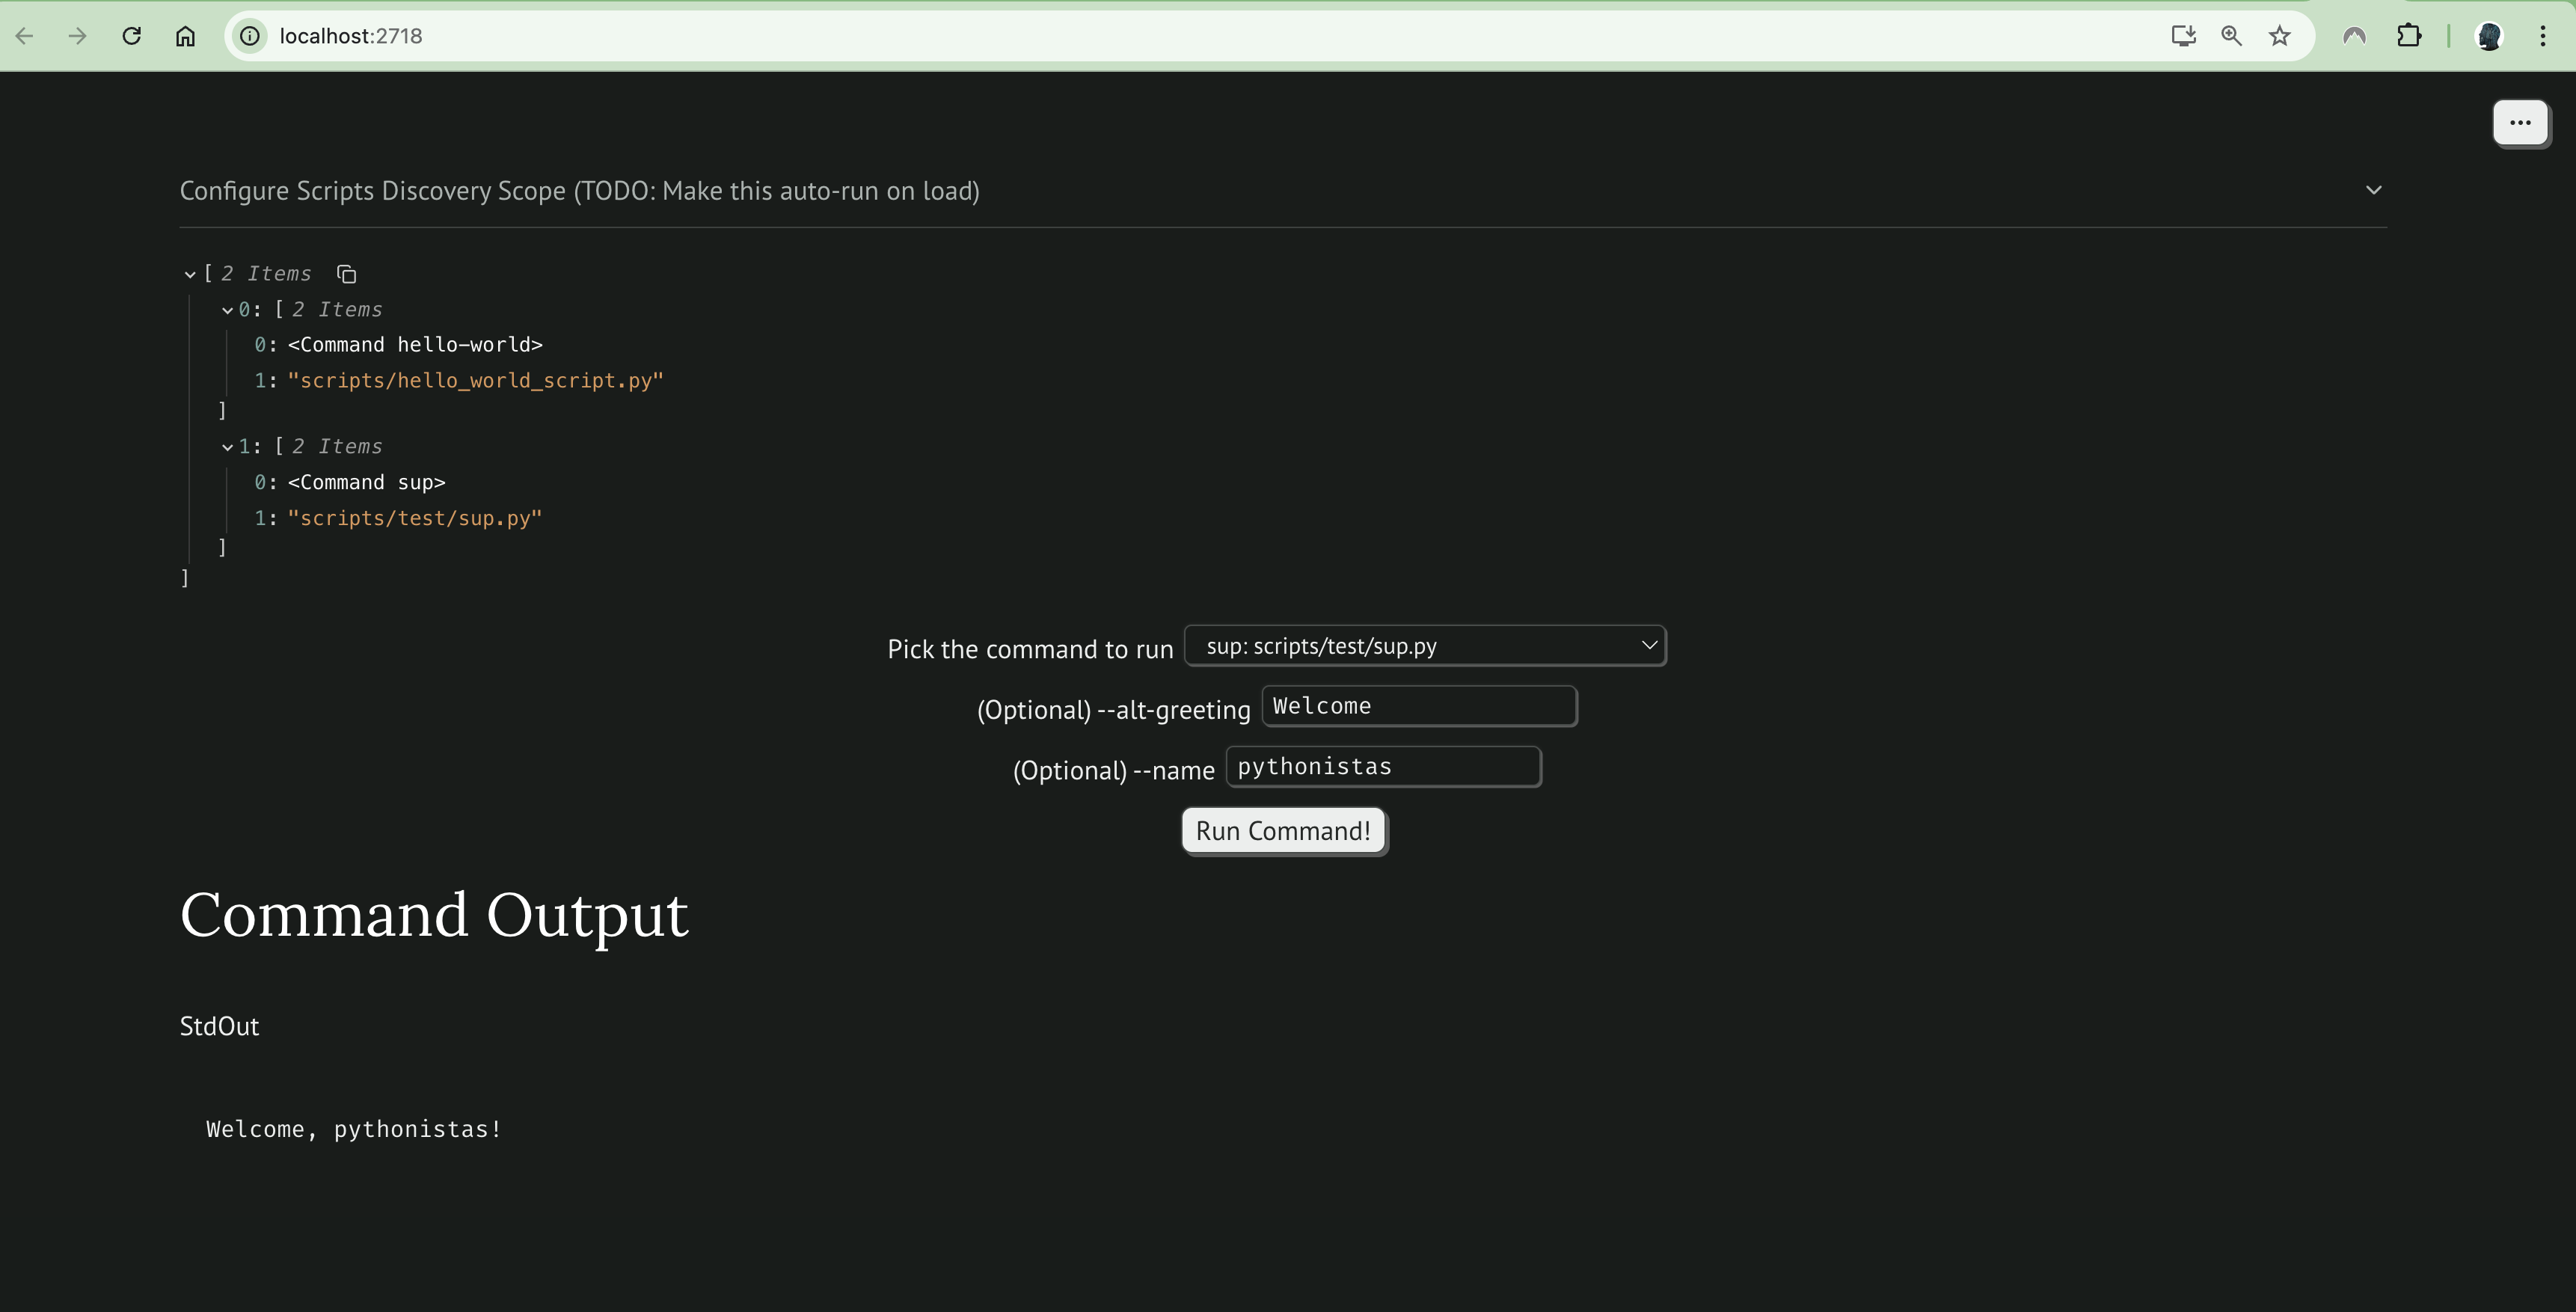 localhost:2718
Configure Scripts Discovery Scope (TODO: Make this auto-run on load)
[ 2 Items
0: [ 2 Items
0: <Command hello-world>
1: "scripts/hello_world_script.py"
]
1: [ 2 Items
0: <Command sup>
1: "scripts/test/sup.py"
]
]
Pick the command to run sup: scripts/test/sup.py
(Optional) --alt-greeting Welcome
(Optional) --name pythonistas
Run Command!
Command Output
StdOut
Welcome, pythonistas!